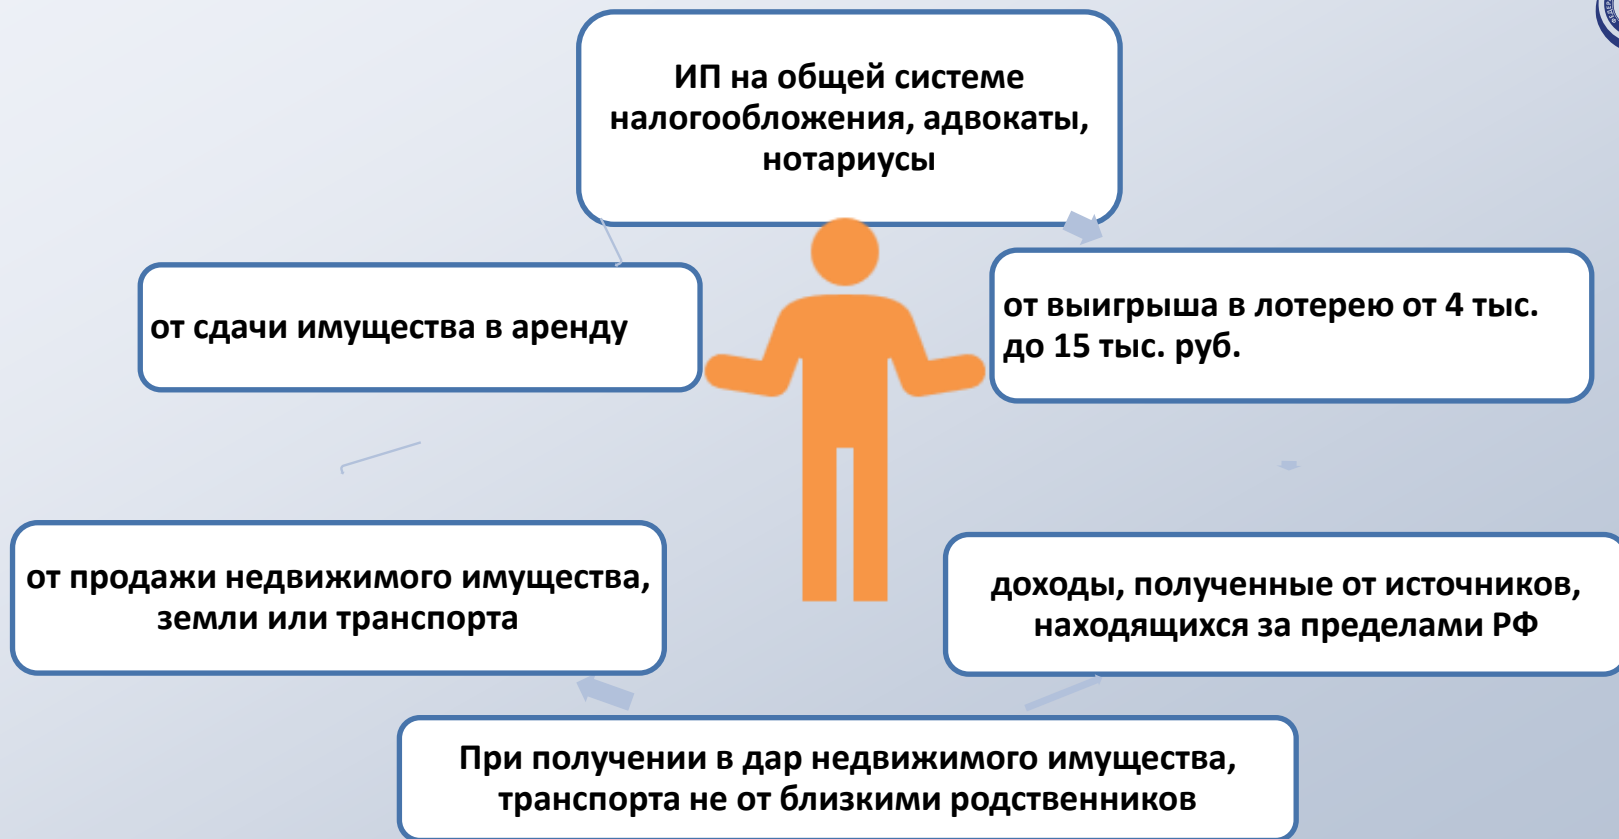 ИП на общей системе
налогообложения, адвокаты,
нотариусы
от сдачи имущества в аренду
от выигрыша в лотерею от 4 тыс.
до 15 тыс. руб.
от продажи недвижимого имущества,
земли или транспорта
доходы, полученные от источников,
находящихся за пределами РФ
При получении в дар недвижимого имущества,
транспорта не от близкими родственников